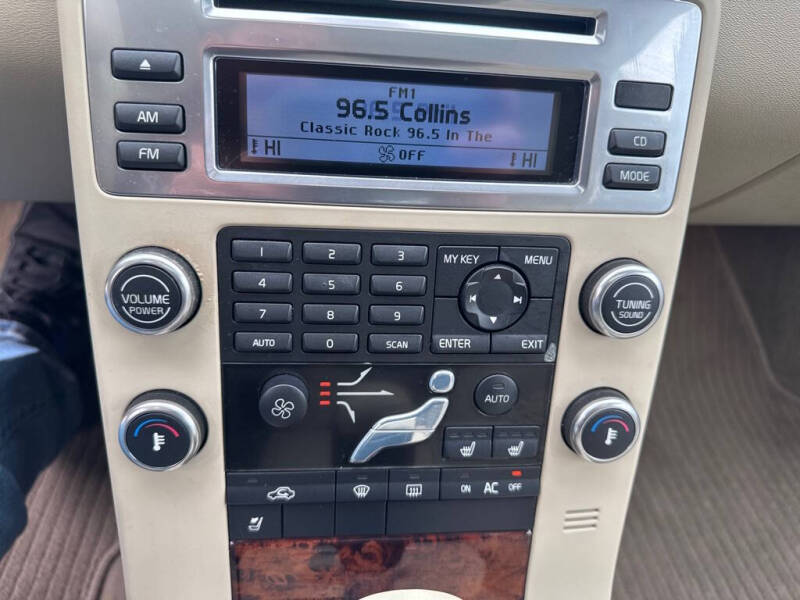 FM1
96.5 Collins
Classic Rock 96.5 In The
HI OFF HI
AM
FM
CD
MODE
VOLUME
POWER
1 2 3
4 5 6
7 8 9
AUTO 0 SCAN
MY KEY MENU
ENTER EXIT
TUNING
SOUND
AUTO
ON AC OFF